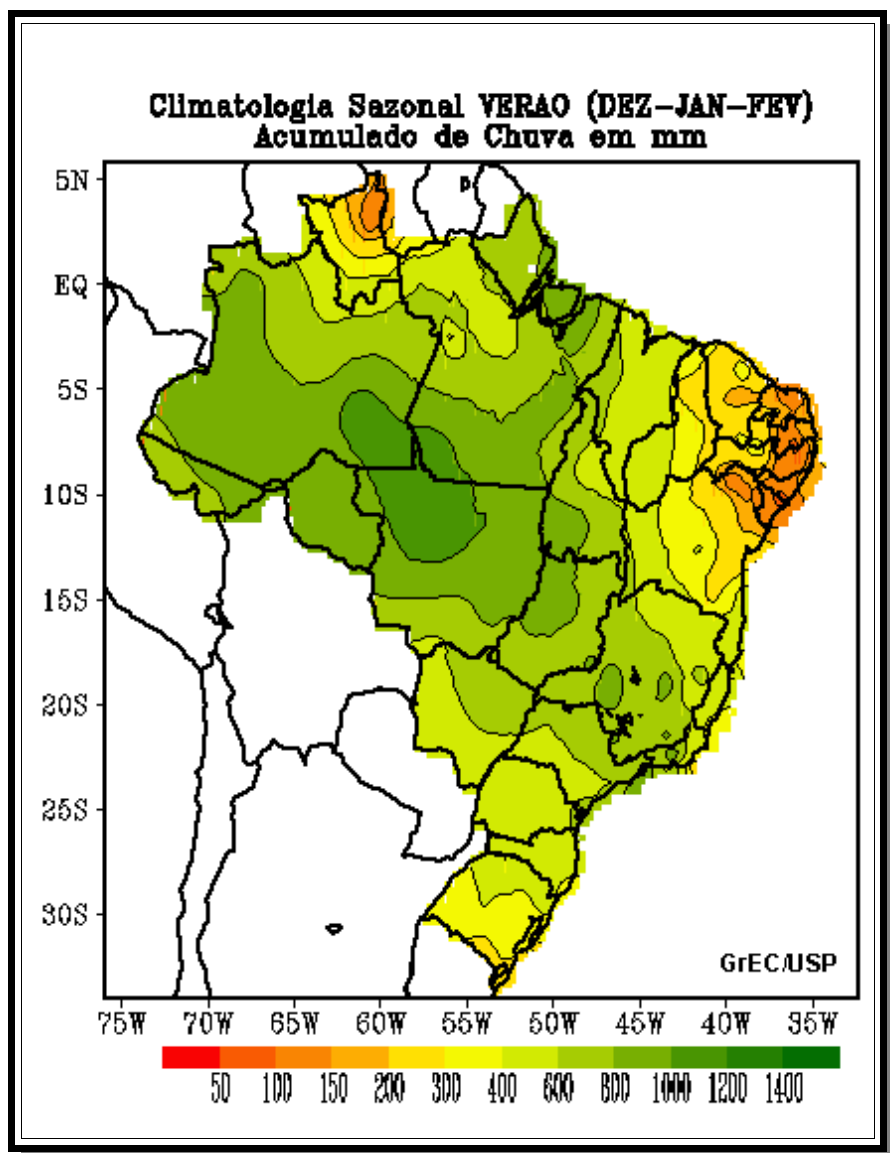 Climatologia Sazonal VERAO (DEZ-JAN-FEV)
Acumulado de Chuva em mm
5N
EQ
5S
10S
15S
20S
25S
30S
GrEC/USP
75W 70W 65W 60W 55W 50W 45W 40W 35W
50 100 150 200 300 400 600 800 1000 1200 1400